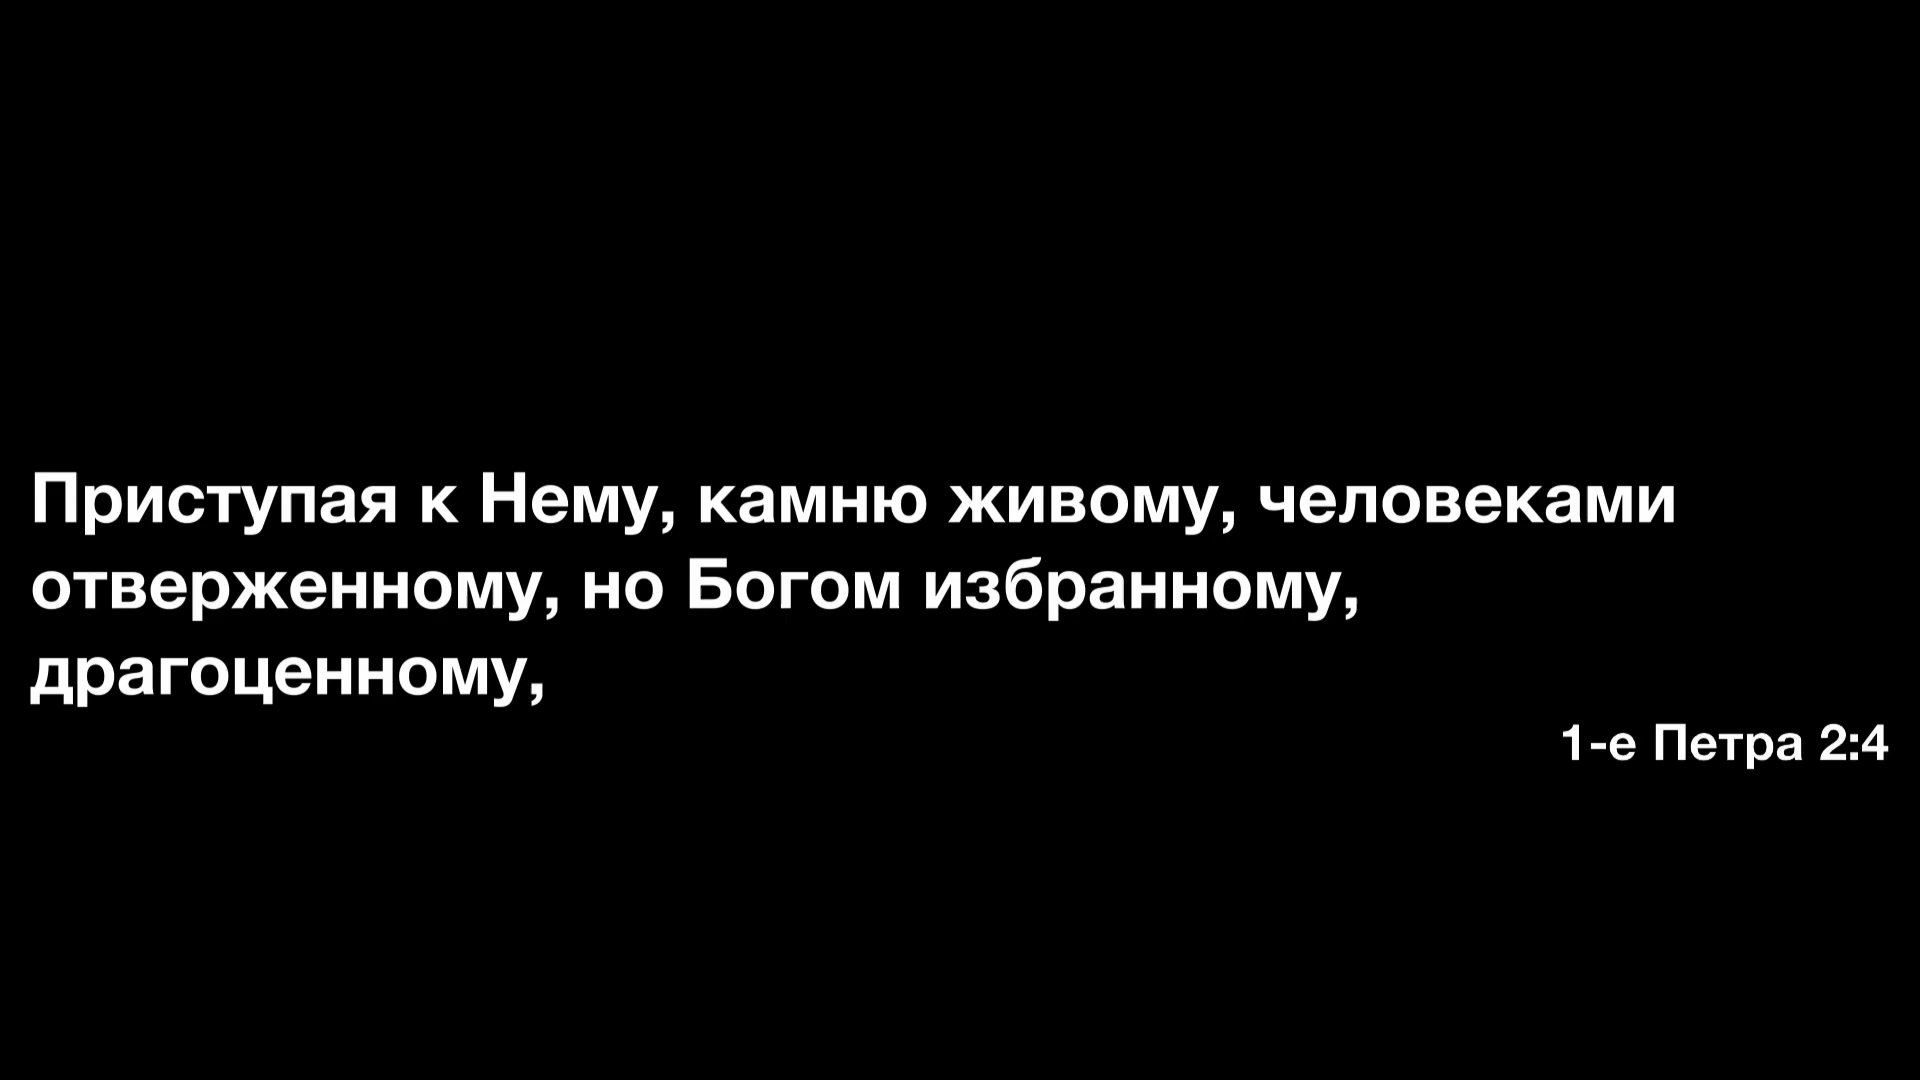 Приступая к Нему, камню живому, человеками
отверженному, но Богом избранному,
драгоценному,
1-е Петра 2:4